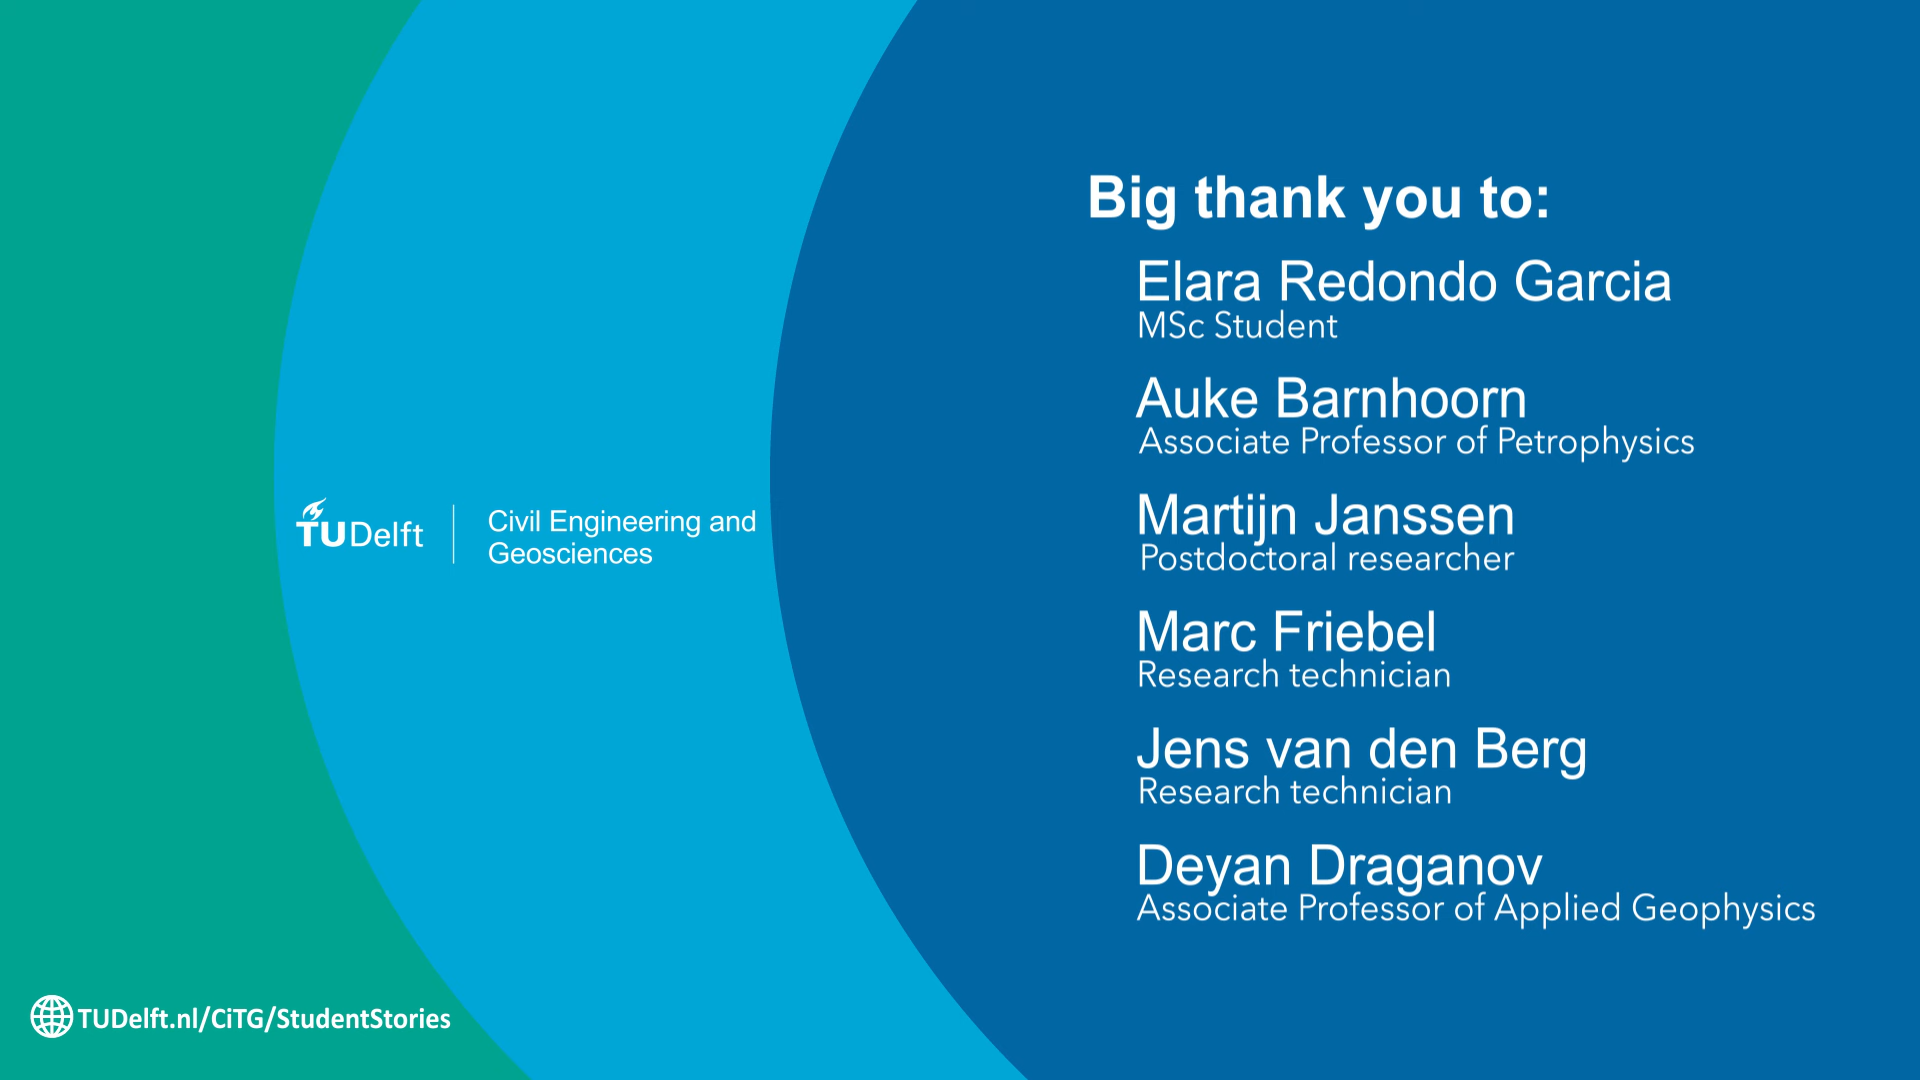 TUDelft
Civil Engineering and
Geosciences
Big thank you to:
Elara Redondo Garcia
MSc Student
Auke Barnhoorn
Associate Professor of Petrophysics
Martijn Janssen
Postdoctoral researcher
Marc Friebel
Research technician
Jens van den Berg
Research technician
Deyan Draganov
Associate Professor of Applied Geophysics
TUDelft.nl/CiTG/StudentStories